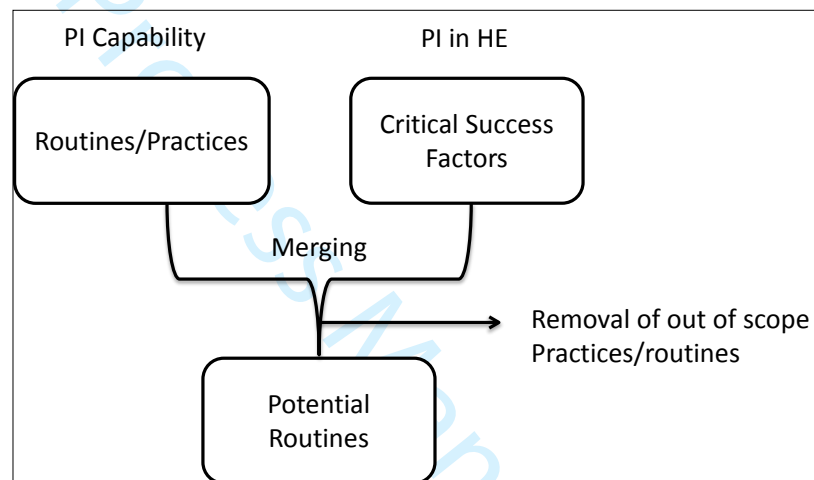 PI Capability
PI in HE
Routines/Practices
Critical Success
Factors
Merging
Removal of out of scope
Practices/routines
Potential
Routines